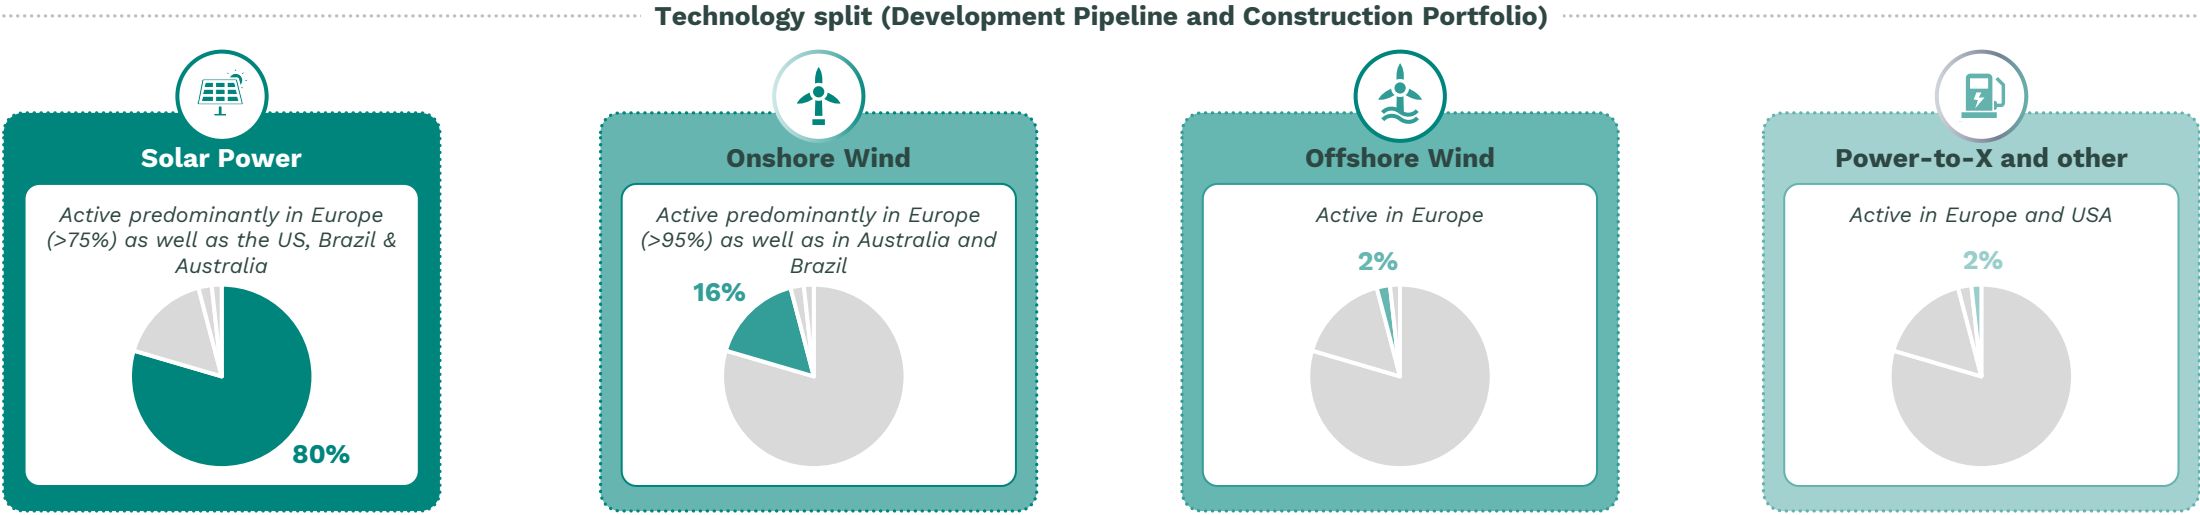 Technology split (Development Pipeline and Construction Portfolio)
Solar Power
Active predominantly in Europe
(>75%) as well as the US, Brazil &
Australia
80%
Onshore Wind
Active predominantly in Europe
(>95%) as well as in Australia and
Brazil
16%
Offshore Wind
Active in Europe
2%
Power-to-X and other
Active in Europe and USA
2%